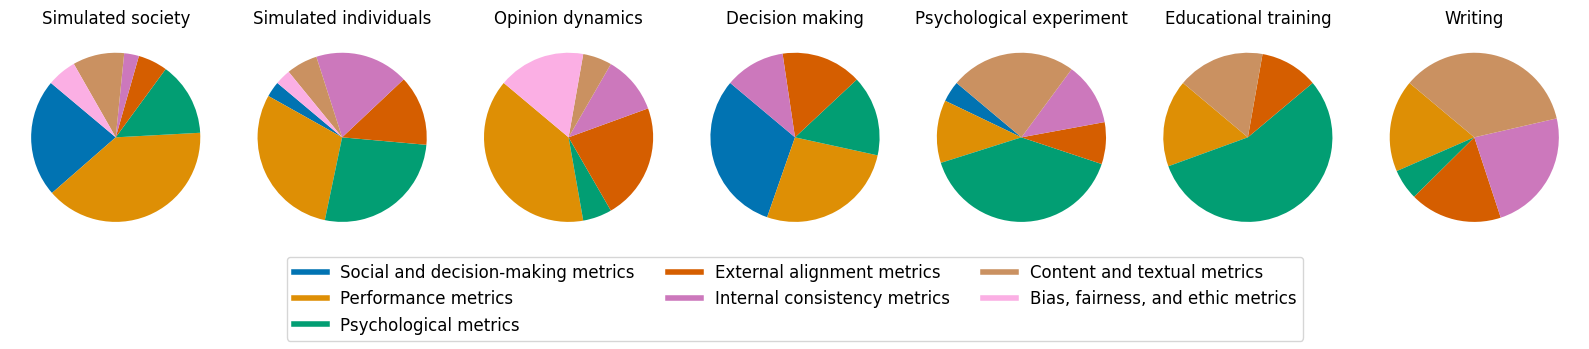 Simulated society
Simulated individuals
Opinion dynamics
Decision making
Psychological experiment
Educational training
Writing
Social and decision-making metrics
Performance metrics
Psychological metrics
External alignment metrics
Internal consistency metrics
Content and textual metrics
Bias, fairness, and ethic metrics